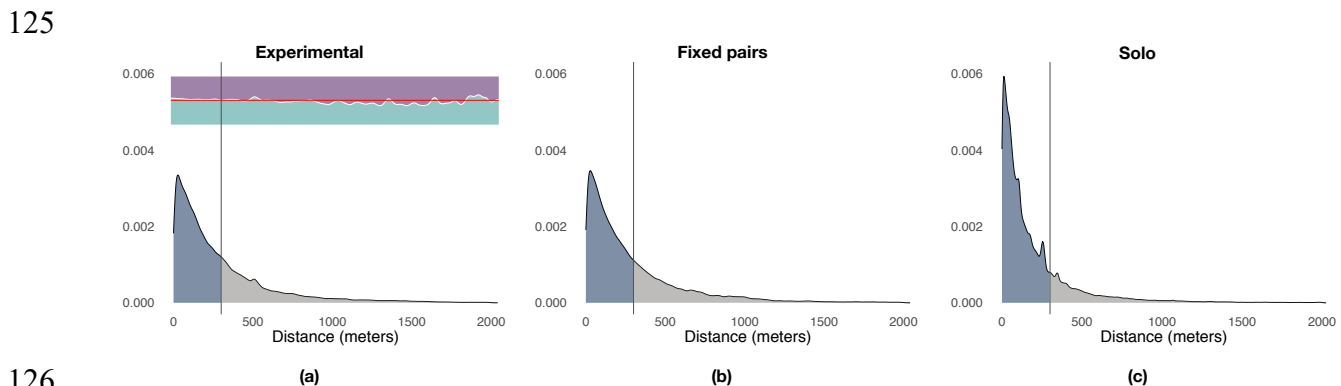 125
Experimental Fixed pairs Solo
0.006 0.006 0.006
0.004 0.004 0.004
0.002 0.002 0.002
0.000 0.000 0.000
0 500 1000 1500 2000 0 500 1000 1500 2000 0 500 1000 1500 2000
Distance (meters) Distance (meters) Distance (meters)
126 (a) (b) (c)